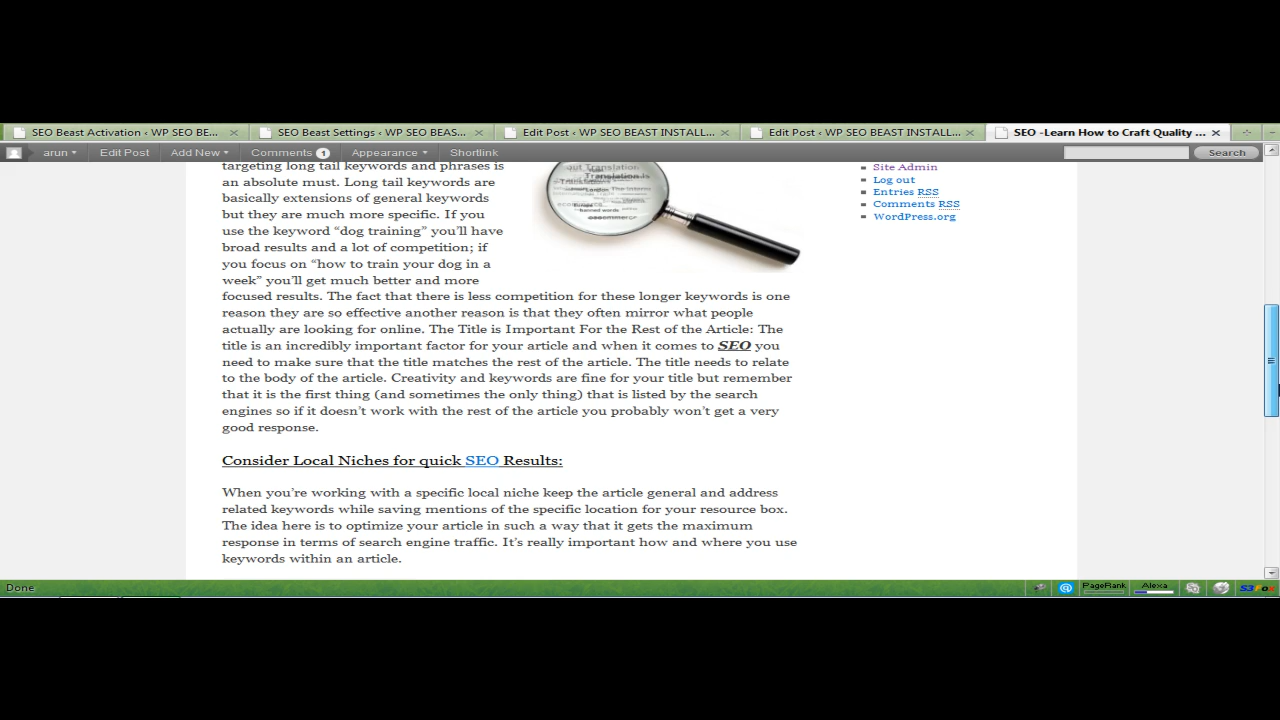 SEO Beast Activation ‹ WP SEO BE... SEO Beast Settings ‹ WP SEO BEAS... Edit Post ‹ WP SEO BEAST INSTALL... Edit Post ‹ WP SEO BEAST INSTALL... SEO -Learn How to Craft Quality ...
arun Edit Post Add New Comments 1 Appearance Shortlink Search
targeting long tail keywords and phrases is
an absolute must. Long tail keywords are
basically extensions of general keywords
but they are much more specific. If you
use the keyword “dog training” you’ll have
broad results and a lot of competition; if
you focus on “how to train your dog in a
week” you’ll get much better and more
focused results. The fact that there is less competition for these longer keywords is one
reason they are so effective another reason is that they often mirror what people
actually are looking for online. The Title is Important For the Rest of the Article: The
title is an incredibly important factor for your article and when it comes to SEO you
need to make sure that the title matches the rest of the article. The title needs to relate
to the body of the article. Creativity and keywords are fine for your title but remember
that it is the first thing (and sometimes the only thing) that is listed by the search
engines so if it doesn’t work with the rest of the article you probably won’t get a very
good response.
Consider Local Niches for quick SEO Results:
When you’re working with a specific local niche keep the article general and address
related keywords while saving mentions of the specific location for your resource box.
The idea here is to optimize your article in such a way that it gets the maximum
response in terms of search engine traffic. It’s really important how and where you use
keywords within an article.
Translation
London
banned words
Site Admin
Log out
Entries RSS
Comments RSS
WordPress.org
Done PageRank Alexa S3Fox